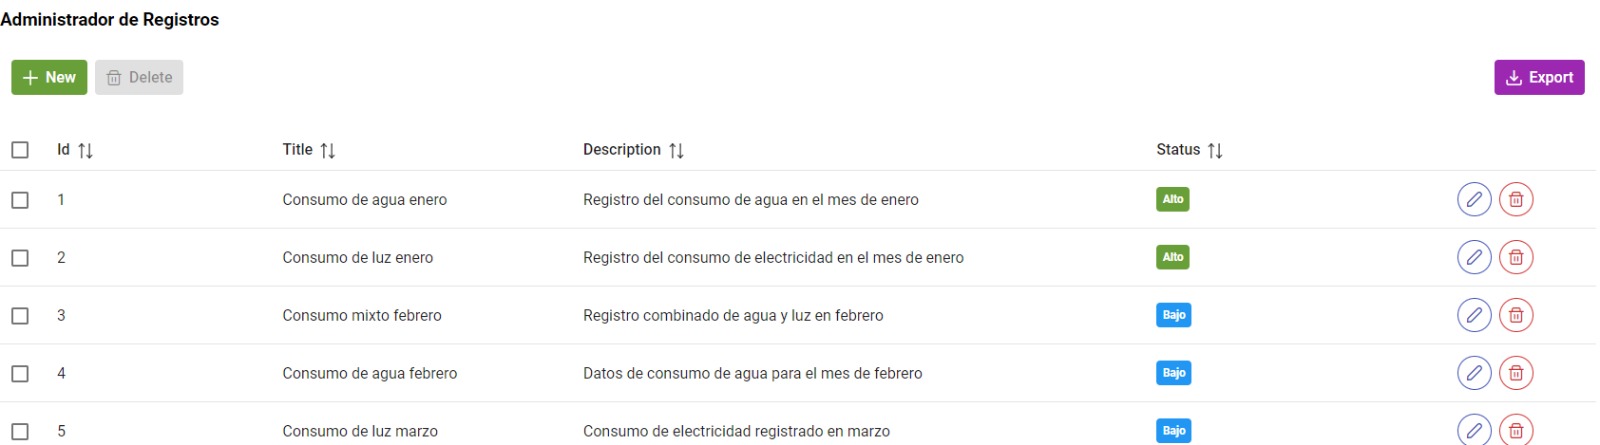 Administrador de Registros
New Delete Export
Id Title Description Status
1 Consumo de agua enero Registro del consumo de agua en el mes de enero Alto
2 Consumo de luz enero Registro del consumo de electricidad en el mes de enero Alto
3 Consumo mixto febrero Registro combinado de agua y luz en febrero Bajo
4 Consumo de agua febrero Datos de consumo de agua para el mes de febrero Bajo
5 Consumo de luz marzo Consumo de electricidad registrado en marzo Bajo